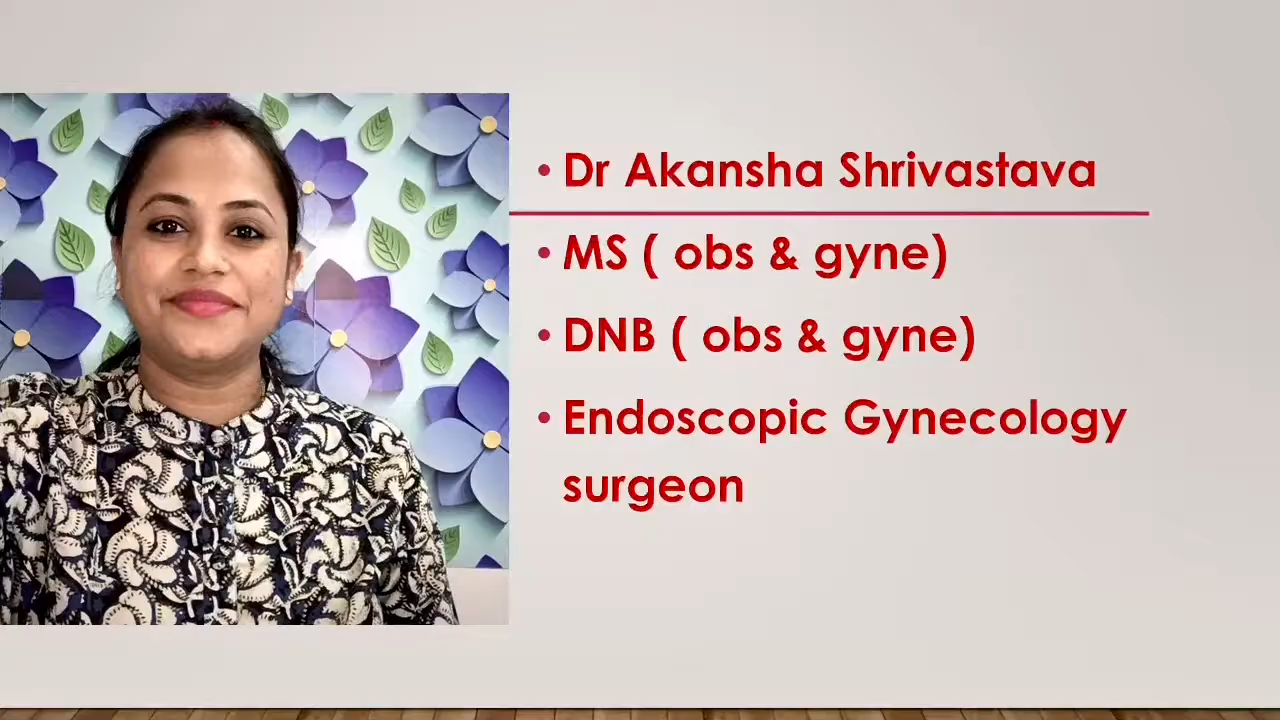 • Dr Akansha Shrivastava
• MS ( obs & gyne)
• DNB ( obs & gyne)
• Endoscopic Gynecology
surgeon